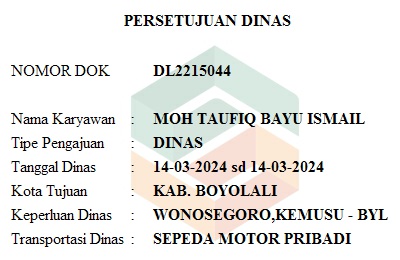 PERSETUJUAN DINAS
NOMOR DOK DL2215044
Nama Karyawan : MOH TAUFIQ BAYU ISMAIL
Tipe Pengajuan : DINAS
Tanggal Dinas : 14-03-2024 sd 14-03-2024
Kota Tujuan : KAB. BOYOLALI
Keperluan Dinas : WONOSEGORO,KEMUSU - BYL
Transportasi Dinas : SEPEDA MOTOR PRIBADI